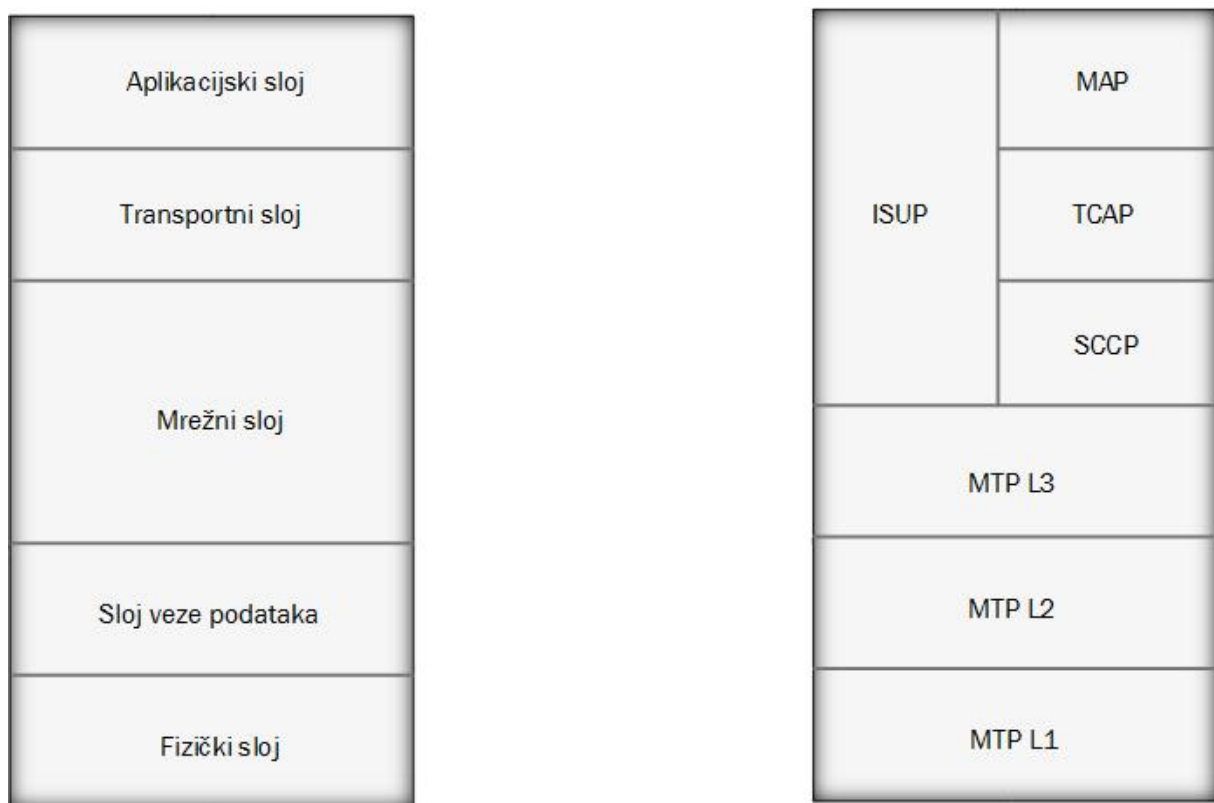 Aplikacijski sloj
Transportni sloj
Mrežni sloj
Sloj veze podataka
Fizički sloj
ISUP
MAP
TCAP
SCCP
MTP L3
MTP L2
MTP L1